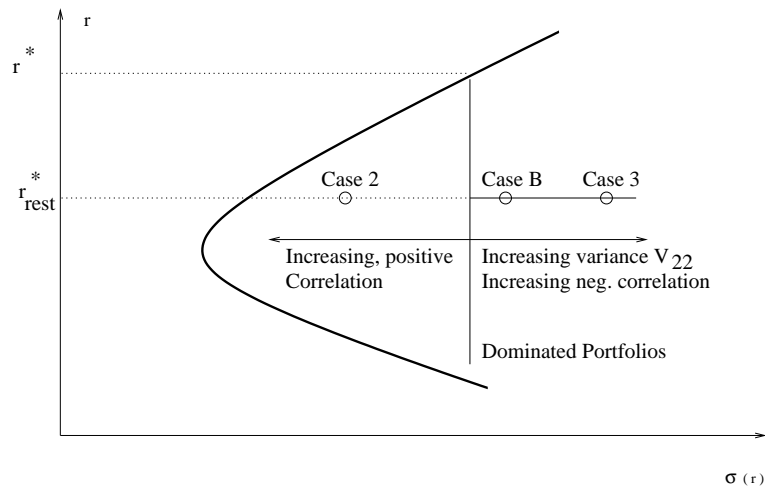 r
r*
r*rest
Case 2
Case B
Case 3
Increasing, positive
Correlation
Increasing variance V22
Increasing neg. correlation
Dominated Portfolios
σ (r)